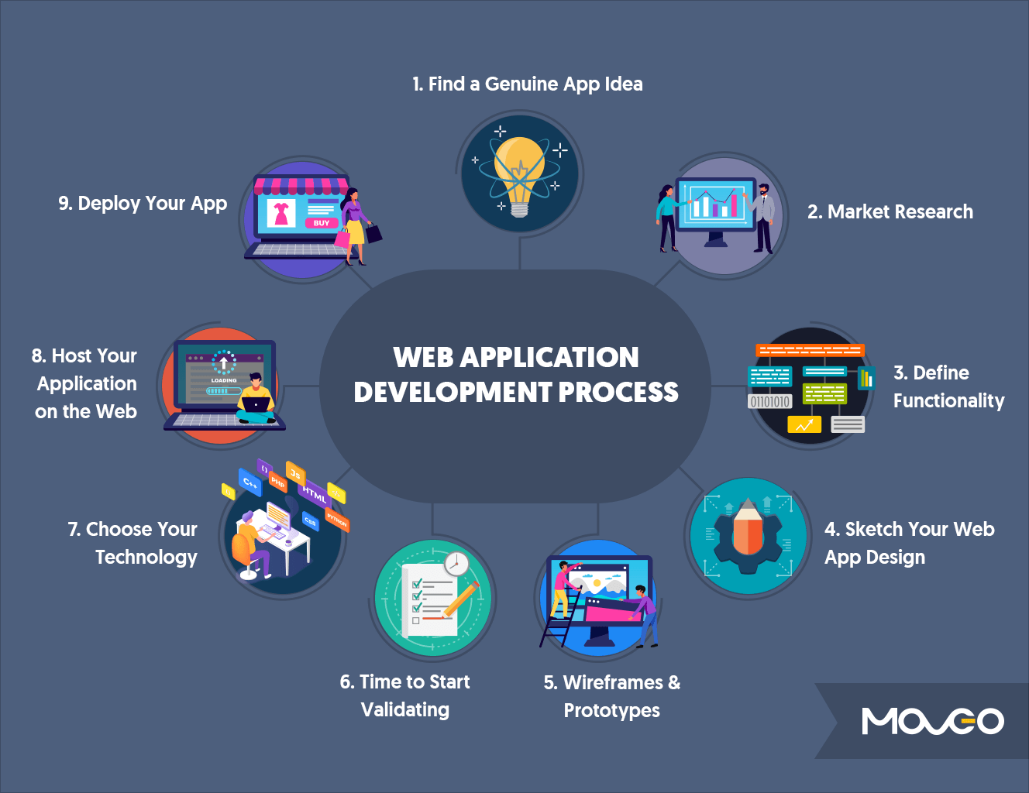 1. Find a Genuine App Idea
9. Deploy Your App
BUY
2. Market Research
WEB APPLICATION
DEVELOPMENT PROCESS
8. Host Your
Application
on the Web
LOADING
3. Define
Functionality
01101010
7. Choose Your
Technology
{ }
C++
PHP
JS
HTML
CSS
PYTHON
4. Sketch Your Web
App Design
6. Time to Start
Validating
5. Wireframes &
Prototypes
MOVGO